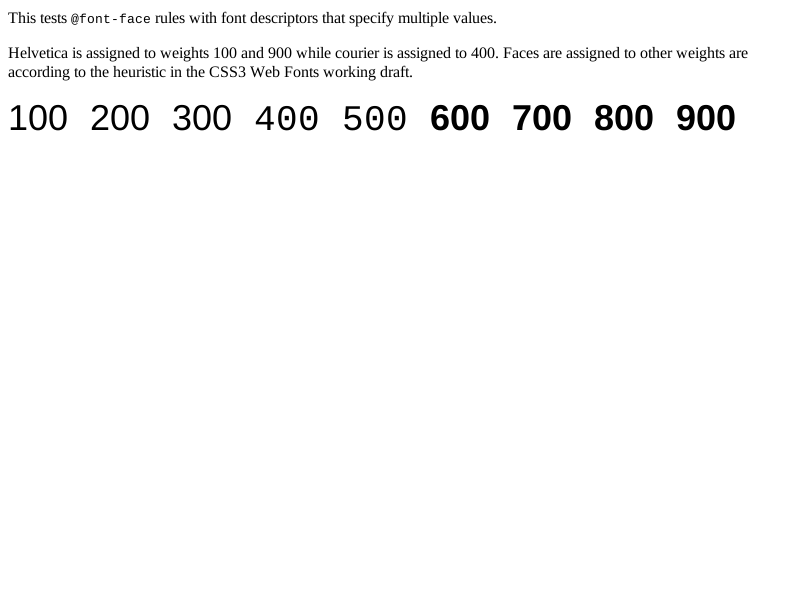 This tests @font-face rules with font descriptors that specify multiple values.
Helvetica is assigned to weights 100 and 900 while courier is assigned to 400. Faces are assigned to other weights are
according to the heuristic in the CSS3 Web Fonts working draft.
100 200 300 400 500 600 700 800 900